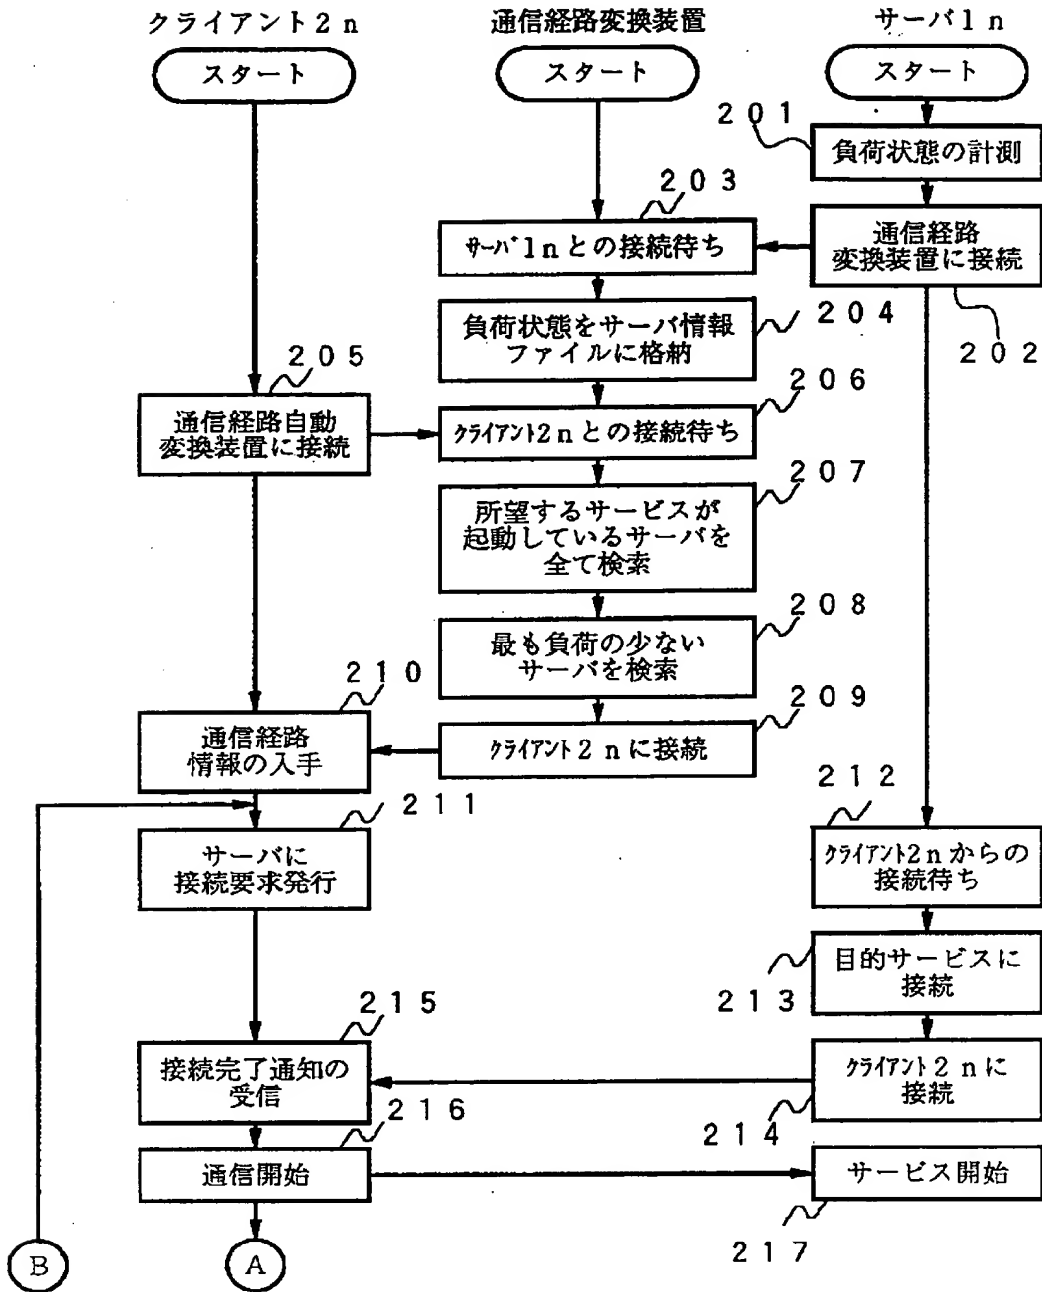 クライアント2n
通信経路変換装置
サーバ1n
スタート
スタート
スタート
201
負荷状態の計測
203
サーバ1nとの接続待ち
通信経路
変換装置に接続
202
負荷状態をサーバ情報
ファイルに格納
204
205
通信経路自動
変換装置に接続
206
クライアント2nとの接続待ち
207
所望するサービスが
起動しているサーバを
全て検索
208
最も負荷の少ない
サーバを検索
209
クライアント2nに接続
210
通信経路
情報の入手
211
サーバに
接続要求発行
212
クライアント2nからの
接続待ち
目的サービスに
接続
213
215
接続完了通知の
受信
クライアント2nに
接続
214
216
通信開始
サービス開始
217
B
A